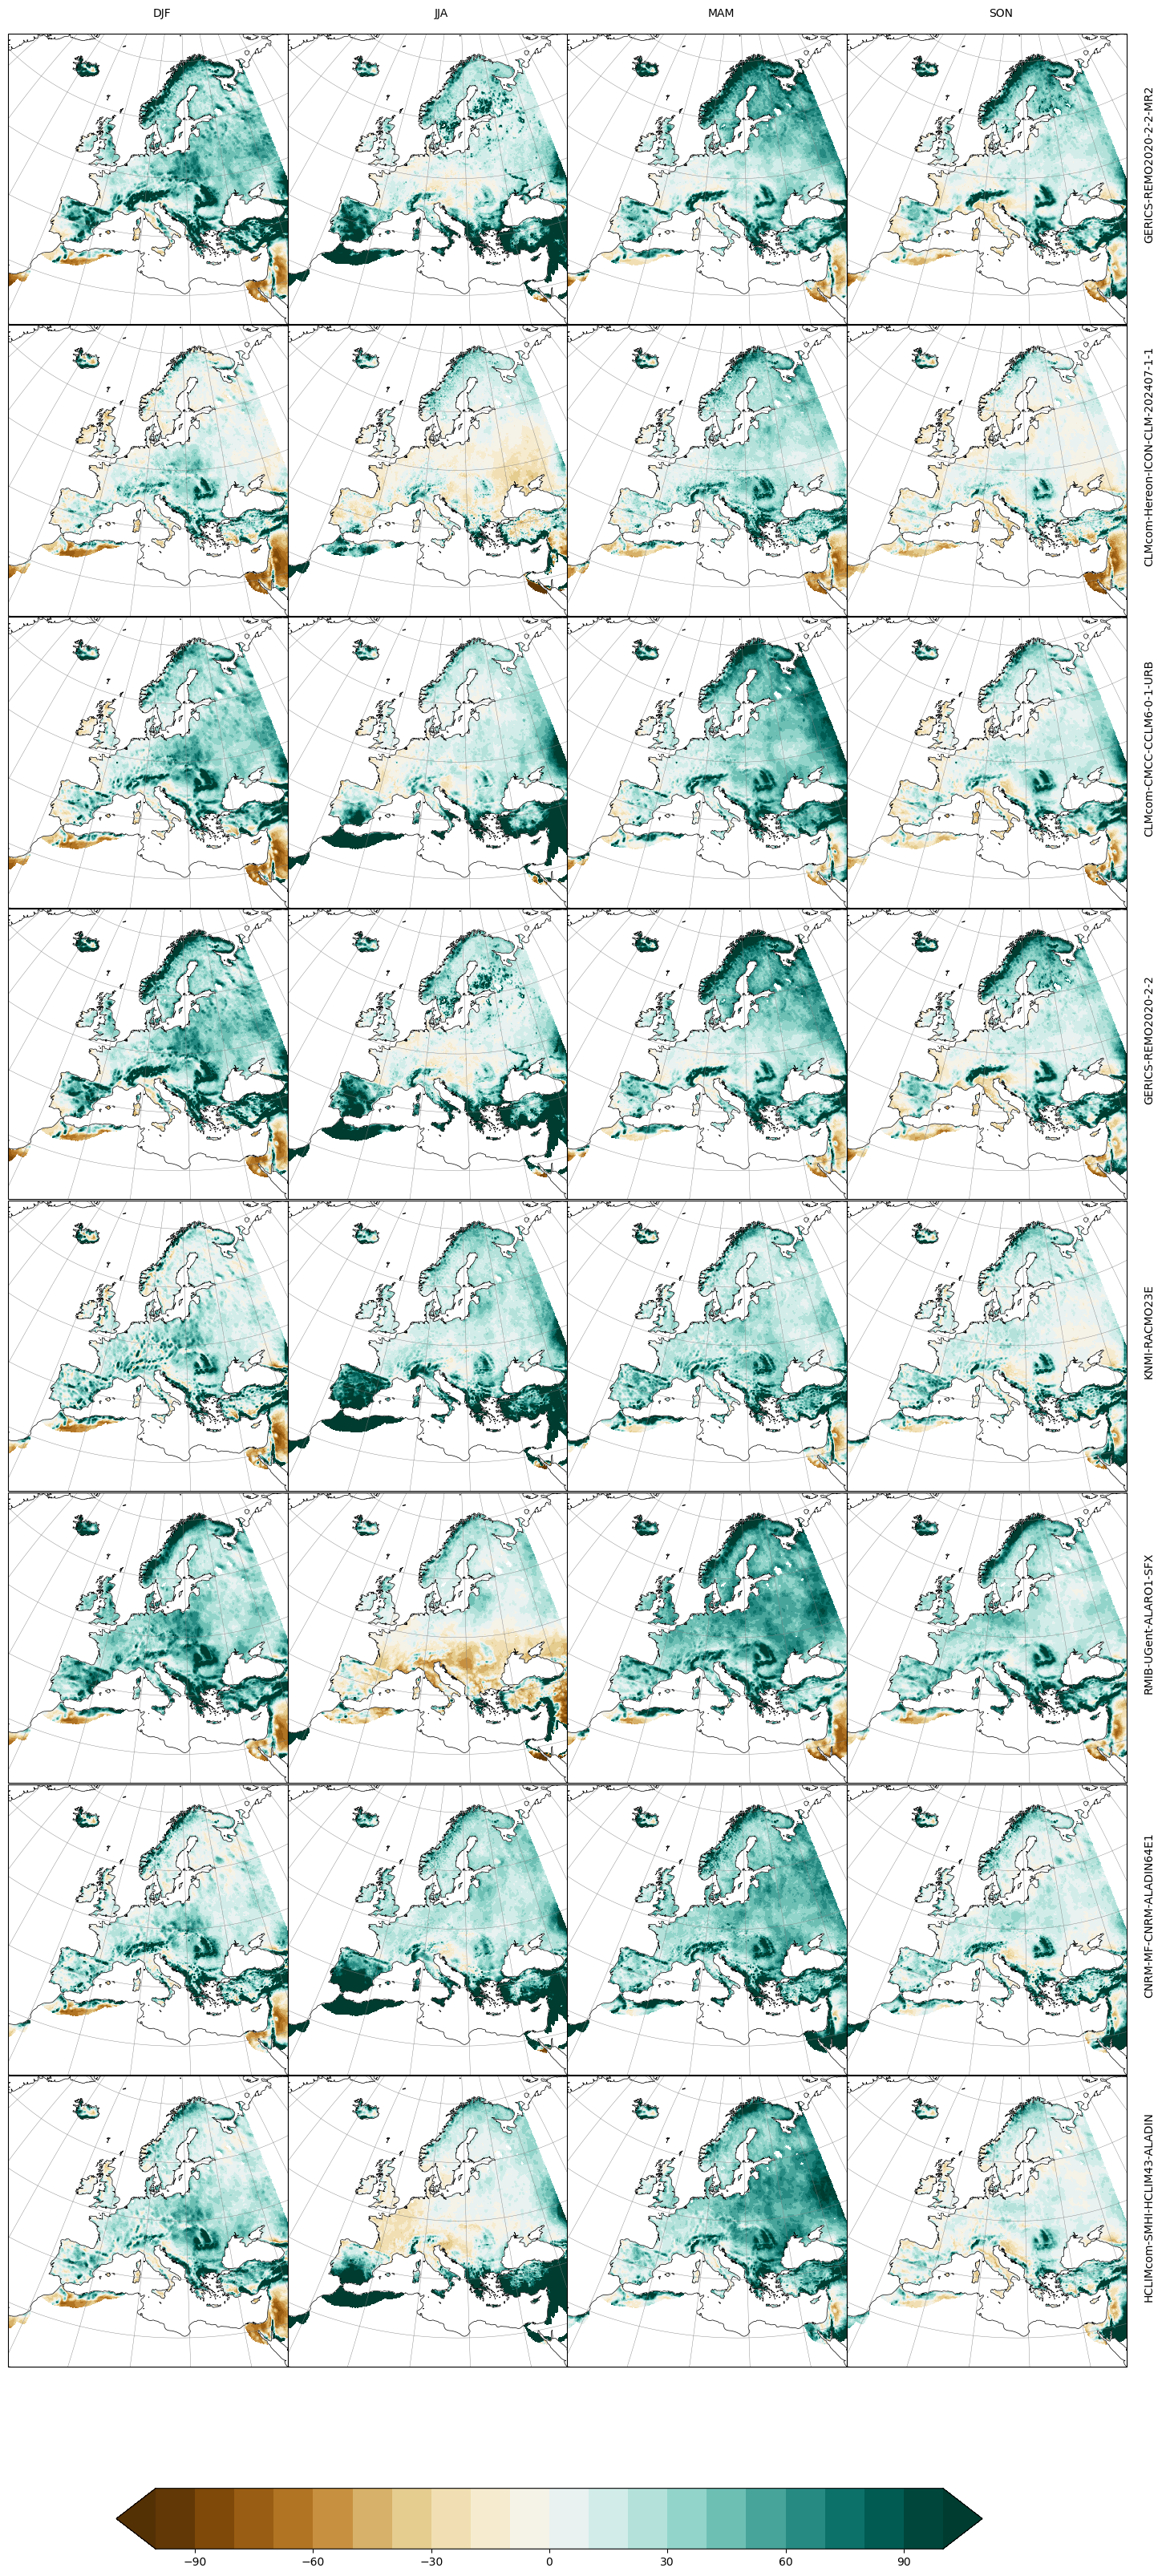 DJF JJA MAM SON
GERICS-REMO2020-2-2-MR2
CLMcom-Hereon-ICON-CLM-202407-1-1
CLMcom-CMCC-CCLM6-0-1-URB
GERICS-REMO2020-2-2
KNMI-RACMO23E
RMIB-UGent-ALARO1-SFX
CNRM-MF-CNRM-ALADIN64E1
HCLIMcom-SMHI-HCLIM43-ALADIN
−90 −60 −30 0 30 60 90